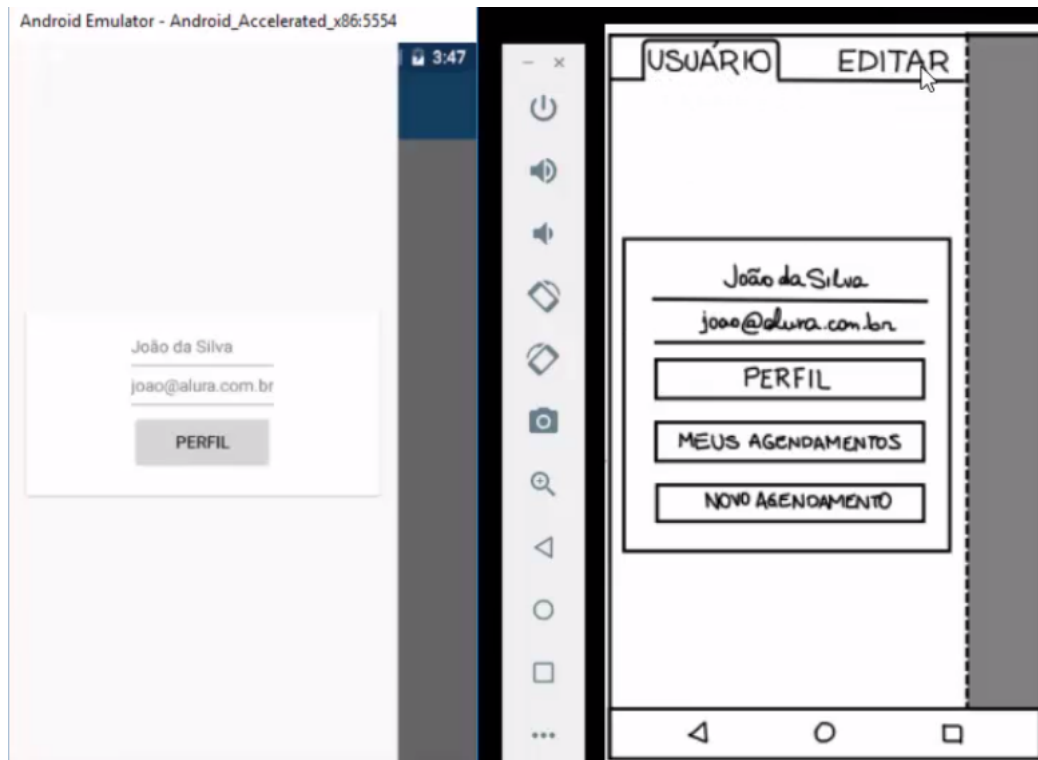 Android Emulator - Android_Accelerated_x86:5554
3:47
João da Silva
joao@alura.com.br
PERFIL
USUÁRIO EDITAR
João da Silva
joao@alura.com.br
PERFIL
MEUS AGENDAMENTOS
NOVO AGENDAMENTO